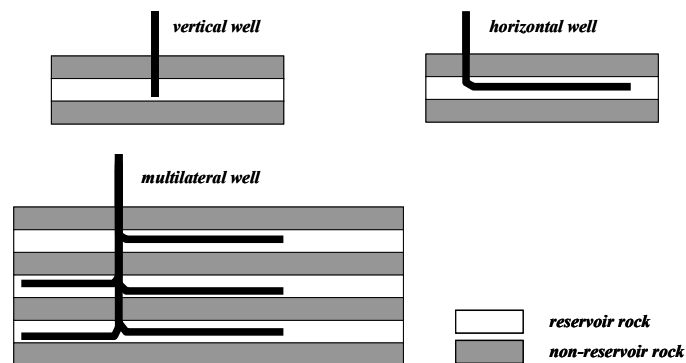 vertical well
horizontal well
multilateral well
reservoir rock
non-reservoir rock